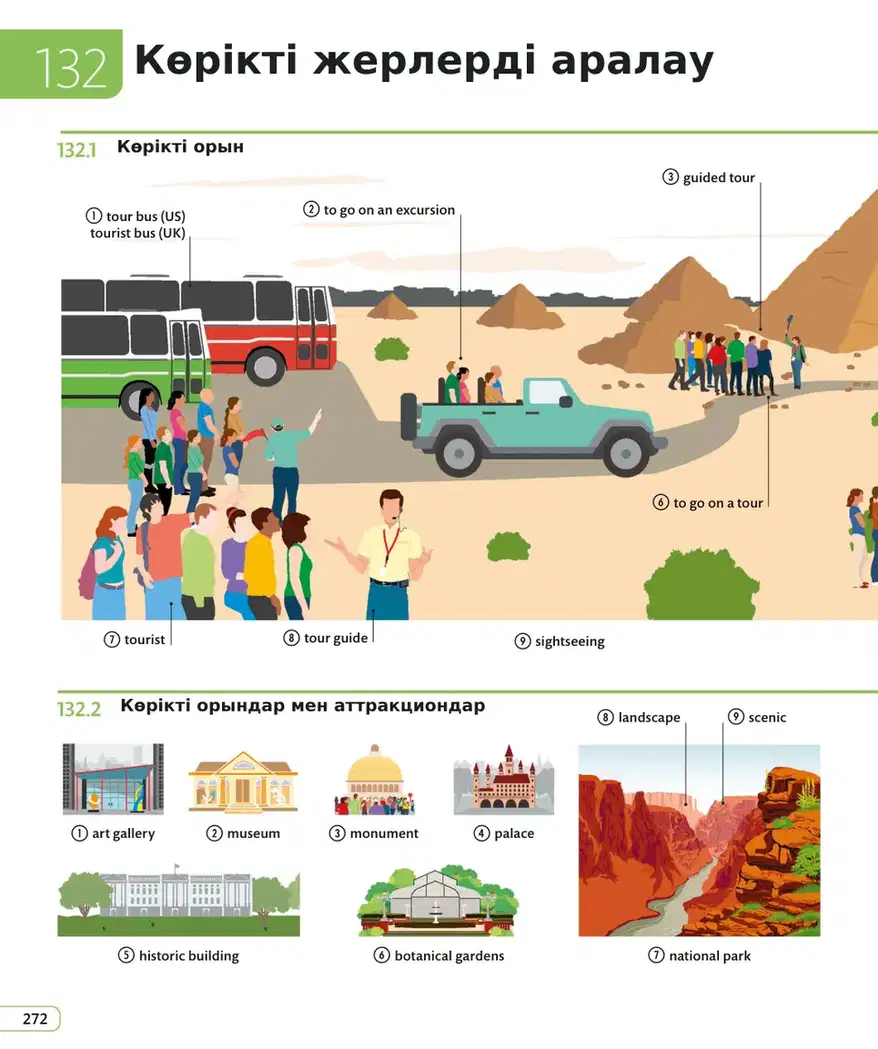 132
Көрікті жерлерді аралау
132.1 Көрікті орын
① tour bus (US)
tourist bus (UK)
② to go on an excursion
③ guided tour
⑥ to go on a tour
⑦ tourist
⑧ tour guide
⑨ sightseeing
132.2 Көрікті орындар мен аттракциондар
① art gallery
② museum
③ monument
④ palace
⑧ landscape
⑨ scenic
⑤ historic building
⑥ botanical gardens
⑦ national park
272